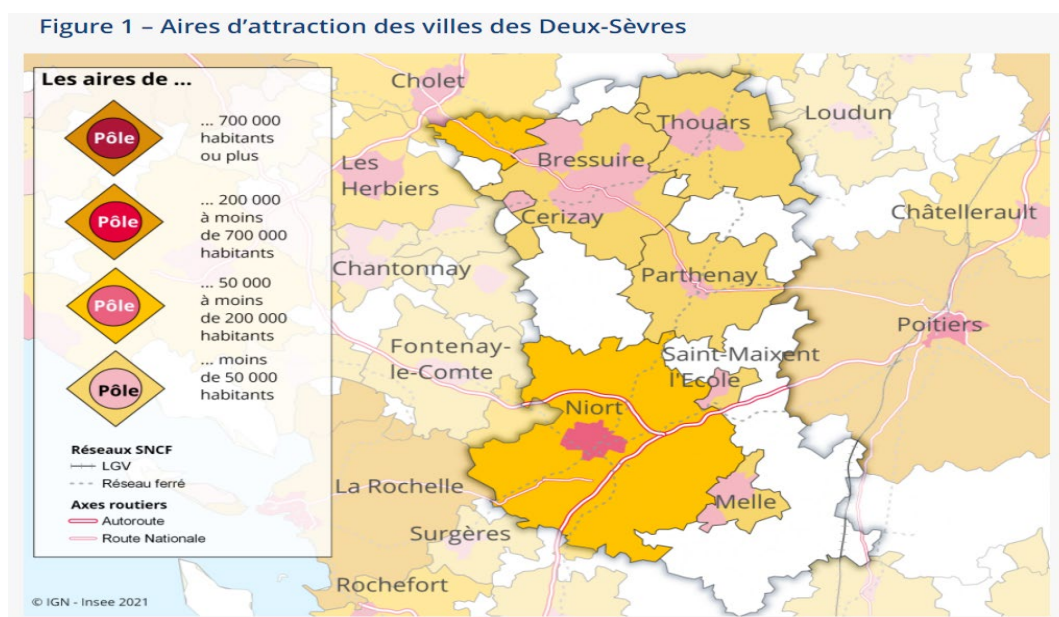 Figure 1 – Aires d’attraction des villes des Deux-Sèvres
Les aires de ...
Pôle
... 700 000
habitants
ou plus
Pôle
... 200 000
à moins
de 700 000
habitants
Pôle
... 50 000
à moins
de 200 000
habitants
Pôle
... moins
de 50 000
habitants
Réseaux SNCF
LGV
Réseau ferré
Axes routiers
Autoroute
Route Nationale
© IGN - Insee 2021
Cholet
Thouars
Loudun
Les
Herbiers
Bressuire
Cerizay
Châtellerault
Chantonnay
Parthenay
Poitiers
Fontenay-
le-Comte
Saint-Maixent
l'Ecole
Niort
La Rochelle
Melle
Surgères
Rochefort